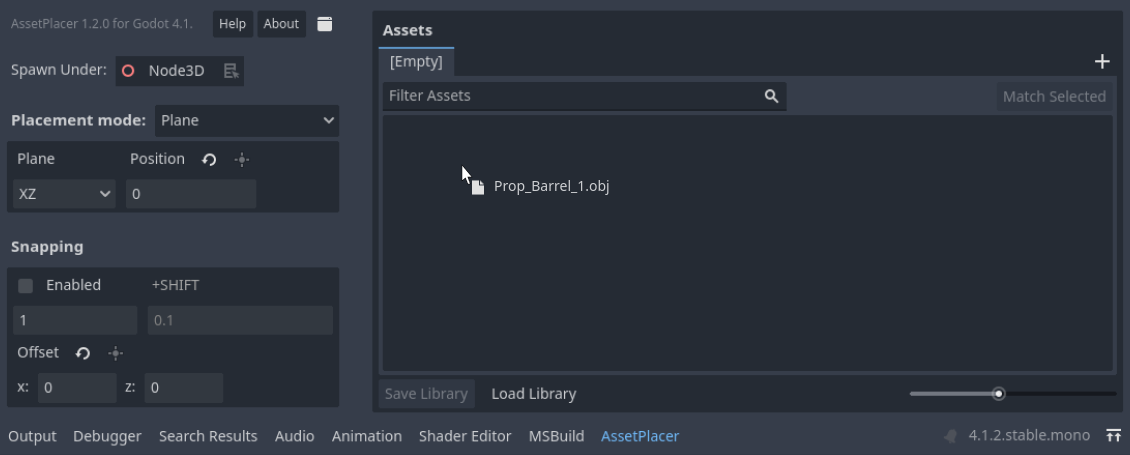 AssetPlacer 1.2.0 for Godot 4.1. Help About
Spawn Under: Node3D
Placement mode: Plane
Plane Position
XZ 0
Snapping
Enabled +SHIFT
1 0.1
Offset
x: 0 z: 0
Assets
[Empty]
Filter Assets Match Selected
Prop_Barrel_1.obj
Save Library Load Library
Output Debugger Search Results Audio Animation Shader Editor MSBuild AssetPlacer 4.1.2.stable.mono